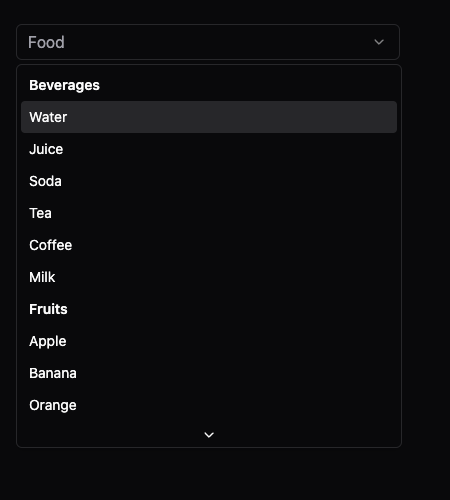 Food
Beverages
Water
Juice
Soda
Tea
Coffee
Milk
Fruits
Apple
Banana
Orange